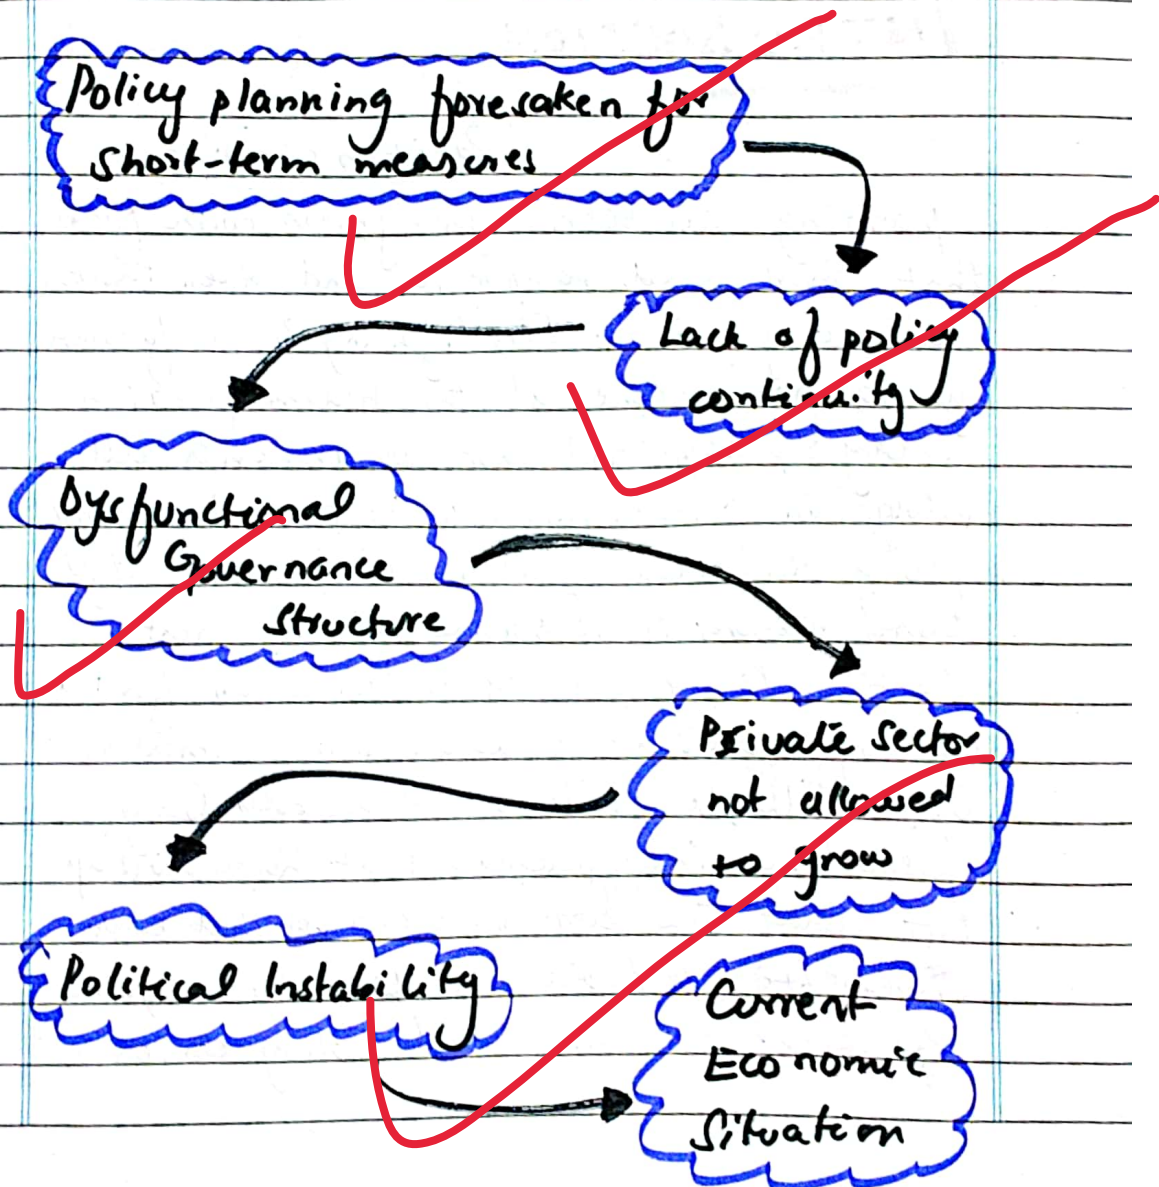 Policy planning foresaken for
short-term measures
Lack of policy
continuity
Dysfunctional
Governance
structure
Private sector
not allowed
to grow
Political Instability
Current
Economic
Situation